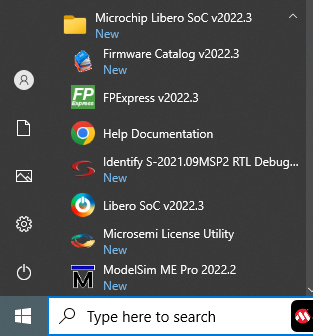 Microchip Libero SoC v2022.3
New
Firmware Catalog v2022.3
New
FP
Express
FPExpress v2022.3
Help Documentation
Identify S-2021.09MSP2 RTL Debug...
New
Libero SoC v2022.3
Microsemi License Utility
New
ModelSim ME Pro 2022.2
New
M
Type here to search